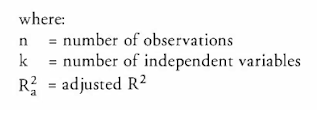 where:
n = number of observations
k = number of independent variables
R²ₐ = adjusted R²